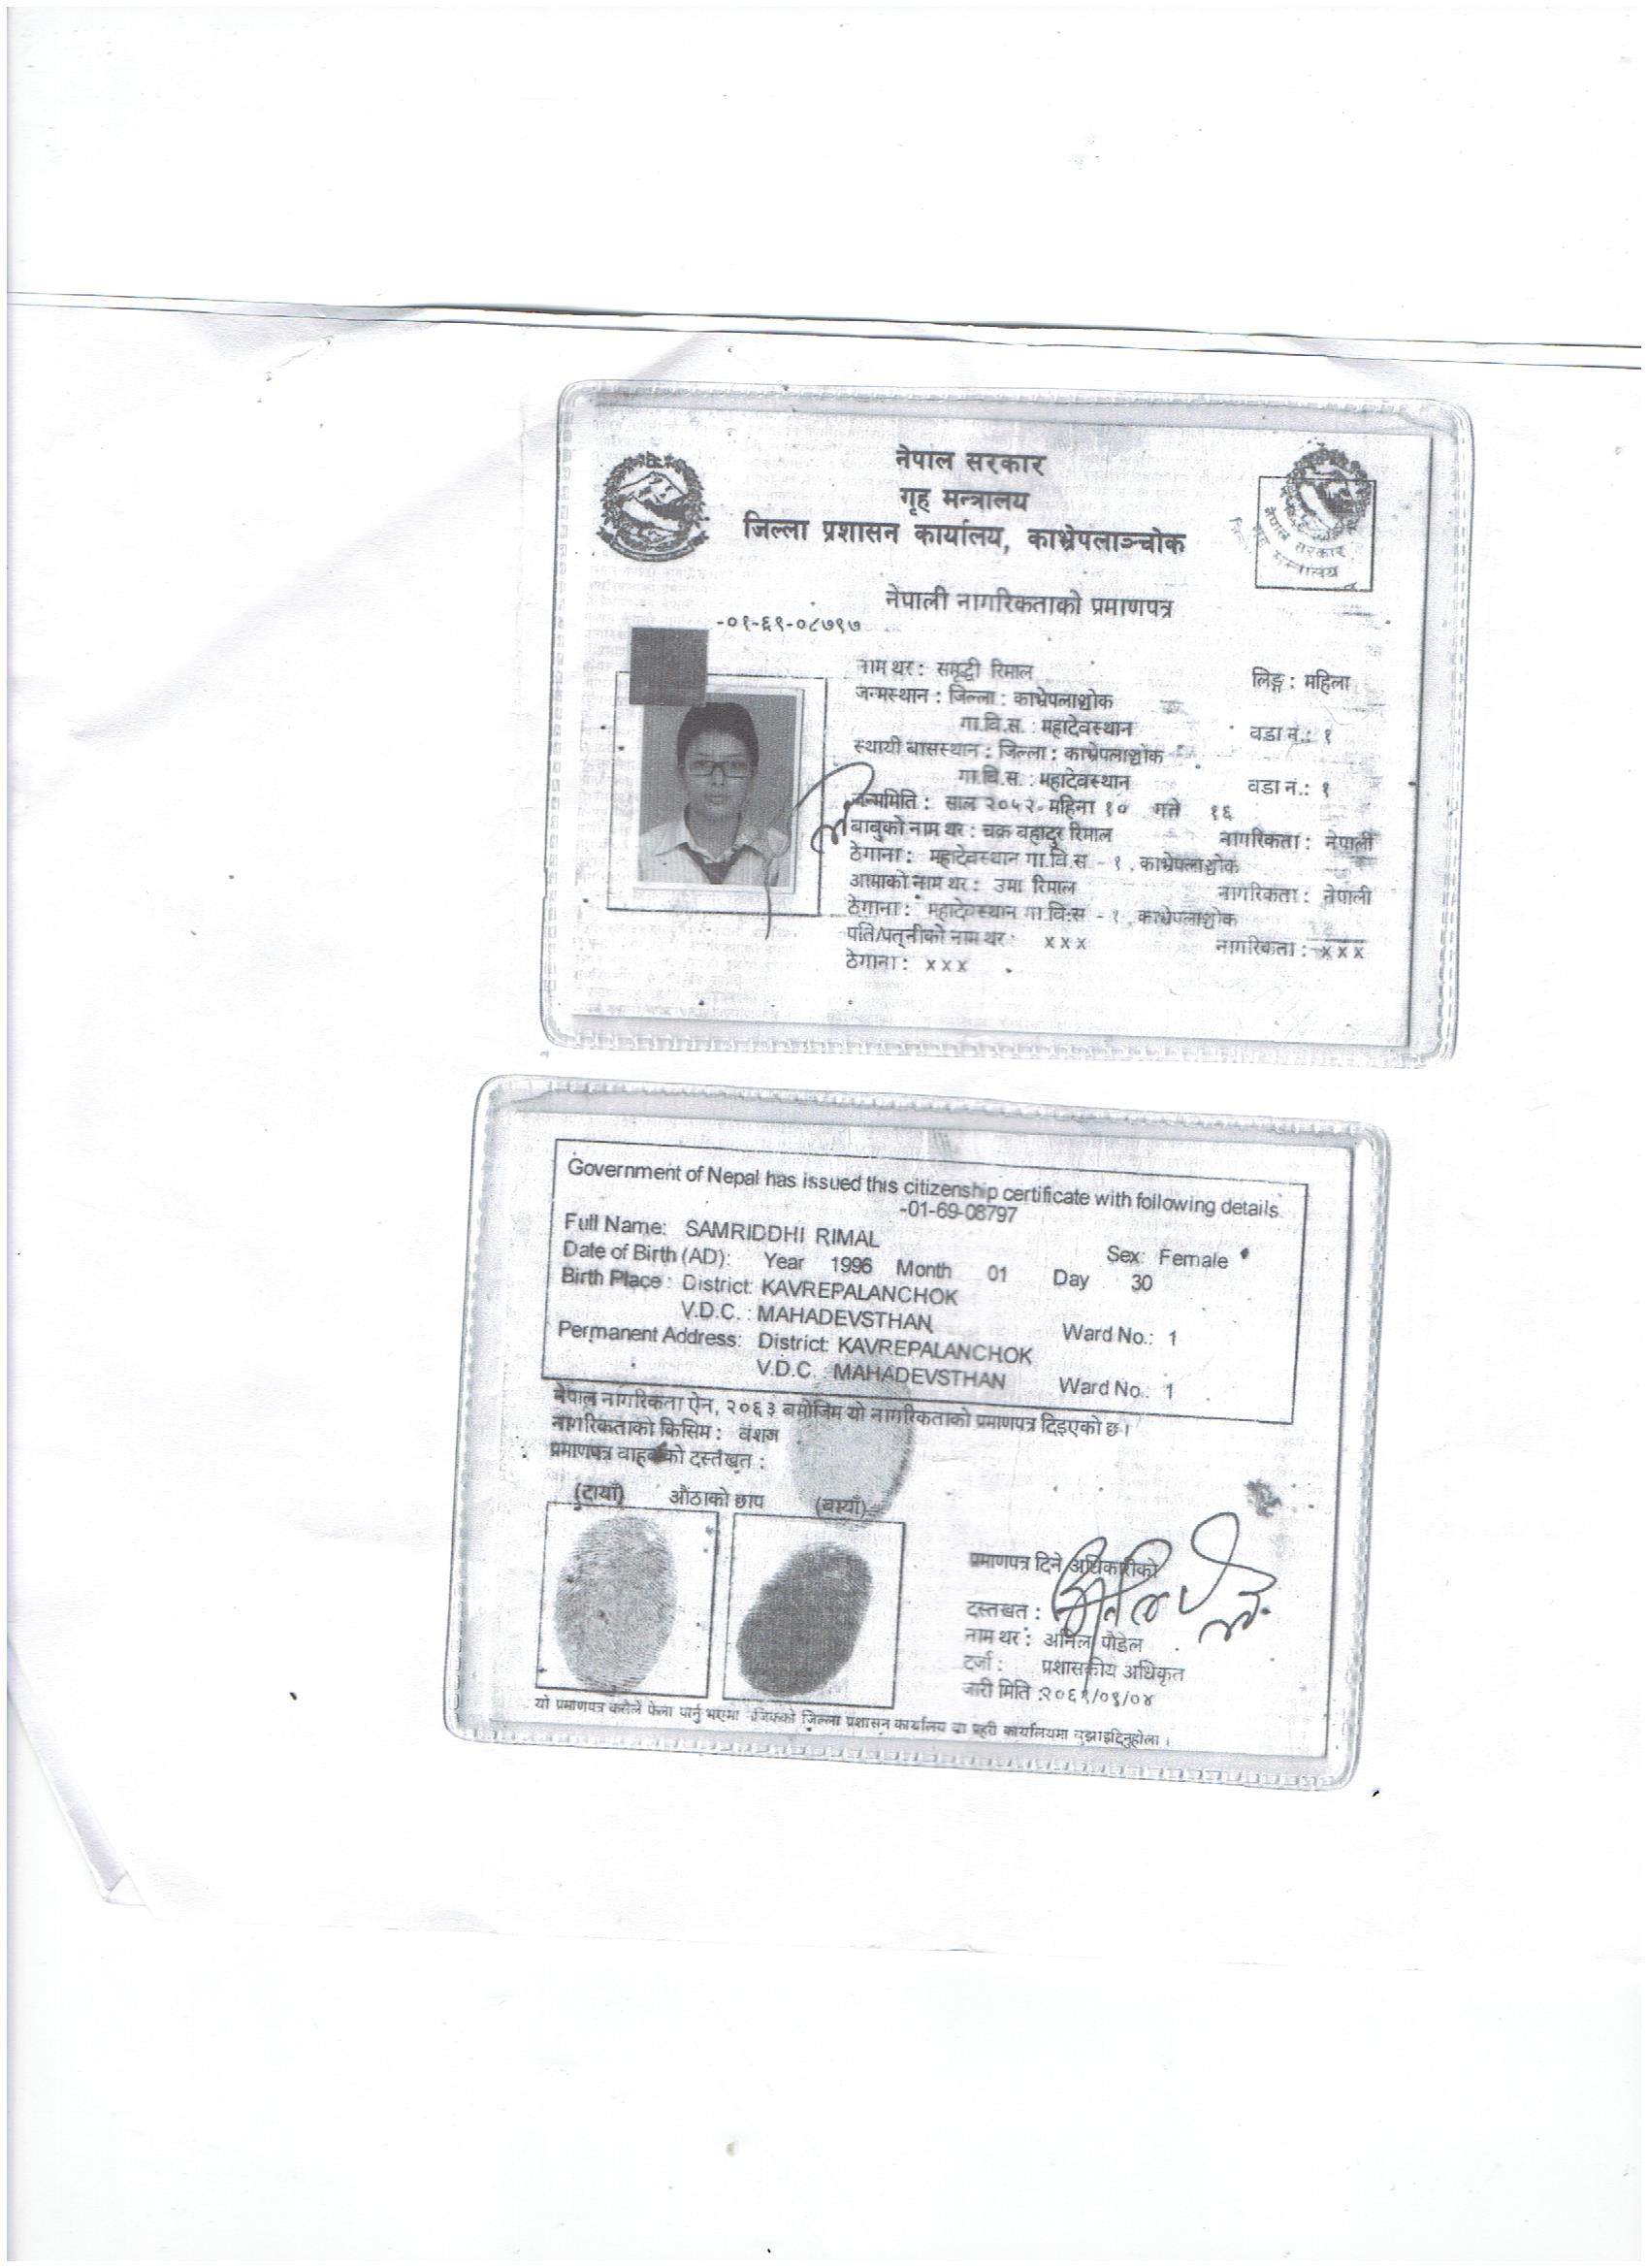 नेपाल सरकार
गृह मन्त्रालय
जिल्ला प्रशासन कार्यालय, काभ्रेपलाञ्चोक
नेपाल सरकार
गृह मन्त्रालय
नेपाली नागरिकताको प्रमाणपत्र
-०१-६९-०८७९७
नाम थर : समृद्धी रिमाल लिङ्ग : महिला
जन्मस्थान : जिल्ला : काभ्रेपलाञ्चोक
गा.वि.स. : महादेवस्थान वडा नं.: १
स्थायी बासस्थान : जिल्ला : काभ्रेपलाञ्चोक
गा.वि.स. : महादेवस्थान वडा नं.: १
जन्ममिति : साल २०५२ महिना १० गते १६
बाबुको नाम थर : चक्र बहादुर रिमाल नागरिकता : नेपाली
ठेगाना : महादेवस्थान गा.वि.स - १ , काभ्रेपलाञ्चोक
आमाको नाम थर : उमा रिमाल नागरिकता : नेपाली
ठेगाना : महादेवस्थान गा.वि.स - १ , काभ्रेपलाञ्चोक
पति/पत्नीको नाम थर : x x x नागरिकता : x x x
ठेगाना : x x x
Government of Nepal has issued this citizenship certificate with following details.
-01-69-08797
Full Name: SAMRIDDHI RIMAL Sex: Female
Date of Birth (AD): Year 1996 Month 01 Day 30
Birth Place : District: KAVREPALANCHOK
V.D.C. : MAHADEVSTHAN Ward No.: 1
Permanent Address: District: KAVREPALANCHOK
V.D.C. : MAHADEVSTHAN Ward No.: 1
नेपाल नागरिकता ऐन, २०६३ बमोजिम यो नागरिकताको प्रमाणपत्र दिइएको छ।
नागरिकताको किसिम : वंशज
प्रमाणपत्र वाहकको दस्तखत :
(दायाँ) औंठाको छाप (बायाँ)
प्रमाणपत्र दिने अधिकारीको
दस्तखत :
नाम थर : अनिल पौडेल
दर्जा : प्रशासकीय अधिकृत
जारी मिति :२०६९/०९/०४
यो प्रमाणपत्र कसैले फेला पार्नु भएमा नजिकको जिल्ला प्रशासन कार्यालय वा प्रहरी कार्यालयमा बुझाइदिनुहोला ।